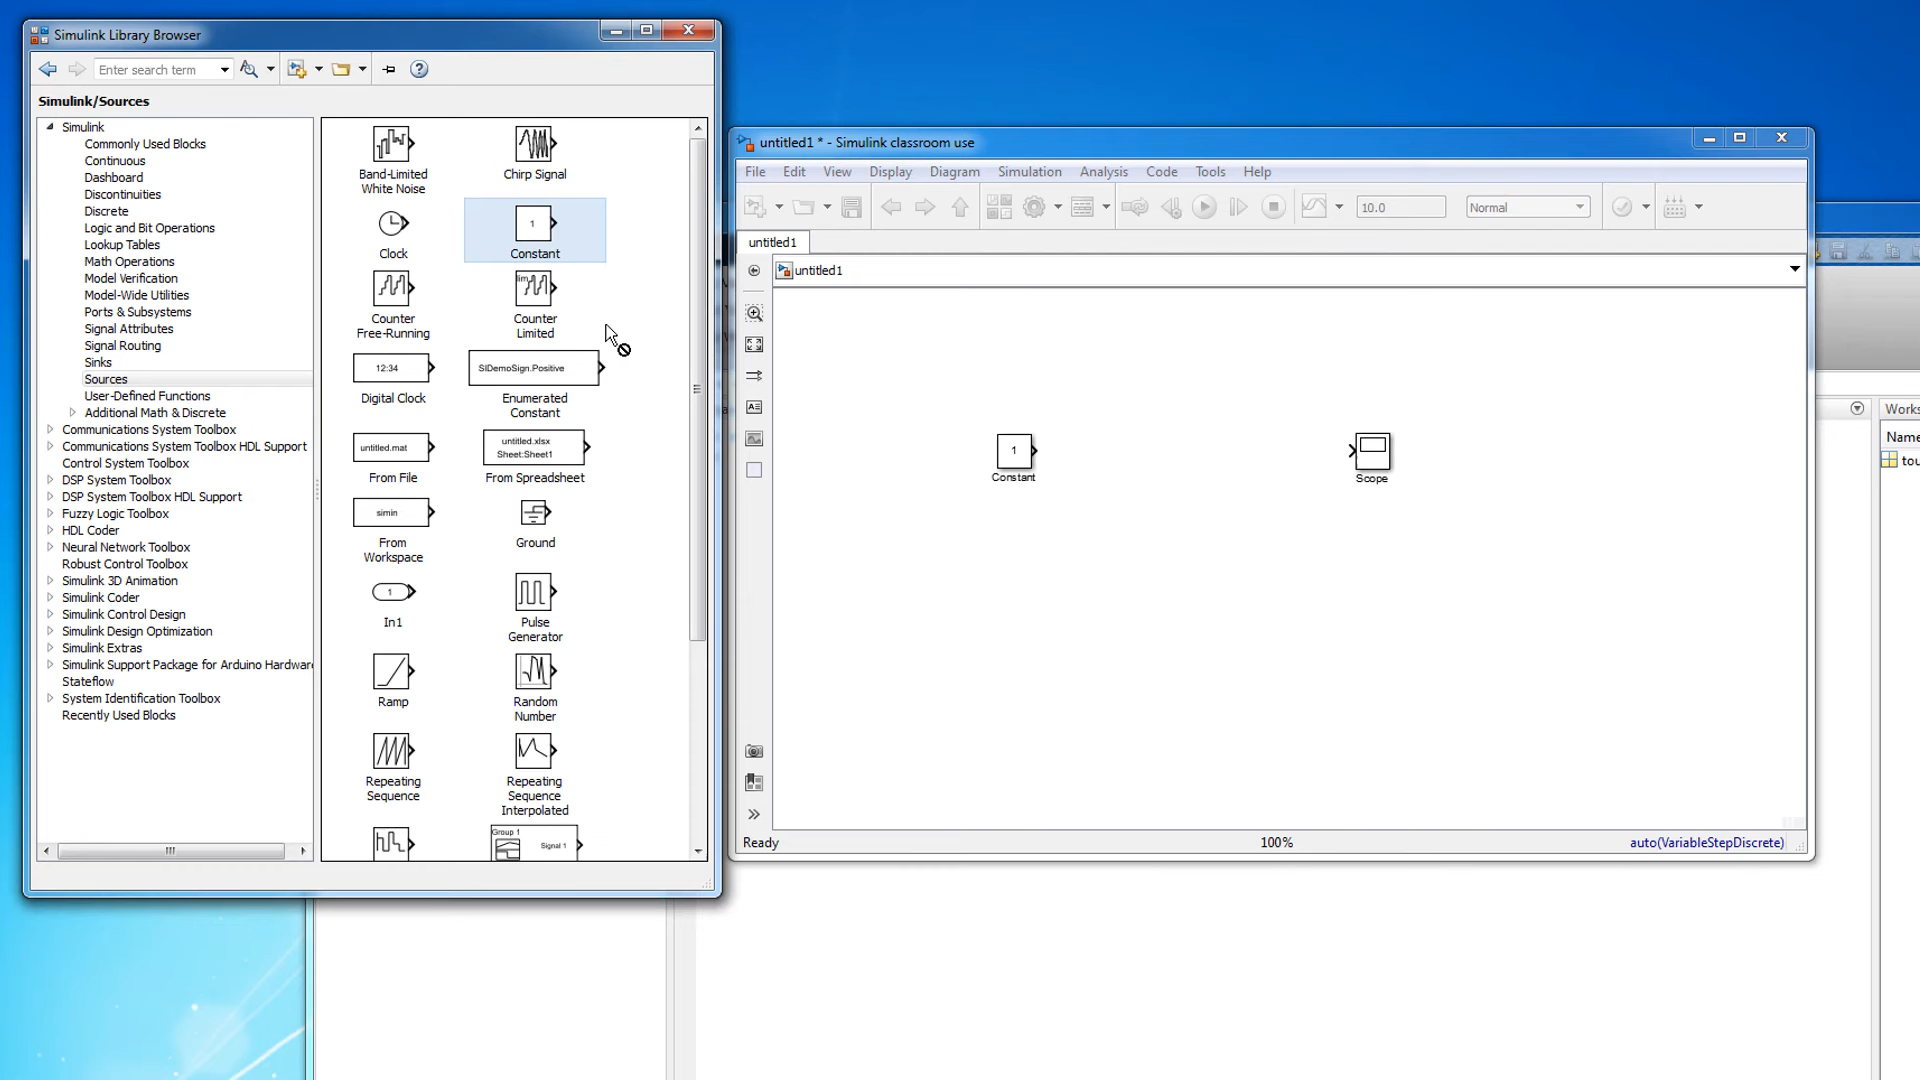 Simulink Library Browser
Enter search term
Simulink/Sources
Simulink
Commonly Used Blocks
Continuous
Dashboard
Discontinuities
Discrete
Logic and Bit Operations
Lookup Tables
Math Operations
Model Verification
Model-Wide Utilities
Ports & Subsystems
Signal Attributes
Signal Routing
Sinks
Sources
User-Defined Functions
Additional Math & Discrete
Communications System Toolbox
Communications System Toolbox HDL Support
Control System Toolbox
DSP System Toolbox
DSP System Toolbox HDL Support
Fuzzy Logic Toolbox
HDL Coder
Neural Network Toolbox
Robust Control Toolbox
Simulink 3D Animation
Simulink Coder
Simulink Control Design
Simulink Design Optimization
Simulink Extras
Simulink Support Package for Arduino Hardware
Stateflow
System Identification Toolbox
Recently Used Blocks
Band-Limited
White Noise
Chirp Signal
Clock
1
Constant
Counter
Free-Running
lim
Counter
Limited
12:34
Digital Clock
SlDemoSign.Positive
Enumerated
Constant
untitled.mat
From File
untitled.xlsx
Sheet:Sheet1
From Spreadsheet
simin
From
Workspace
Ground
1
In1
Pulse
Generator
Ramp
Random
Number
Repeating
Sequence
Repeating
Sequence
Interpolated
Group 1
Signal 1
untitled1 * - Simulink classroom use
File Edit View Display Diagram Simulation Analysis Code Tools Help
10.0
Normal
untitled1
untitled1
1
Constant
Scope
Ready
100%
auto(VariableStepDiscrete)
Works
Name
tou